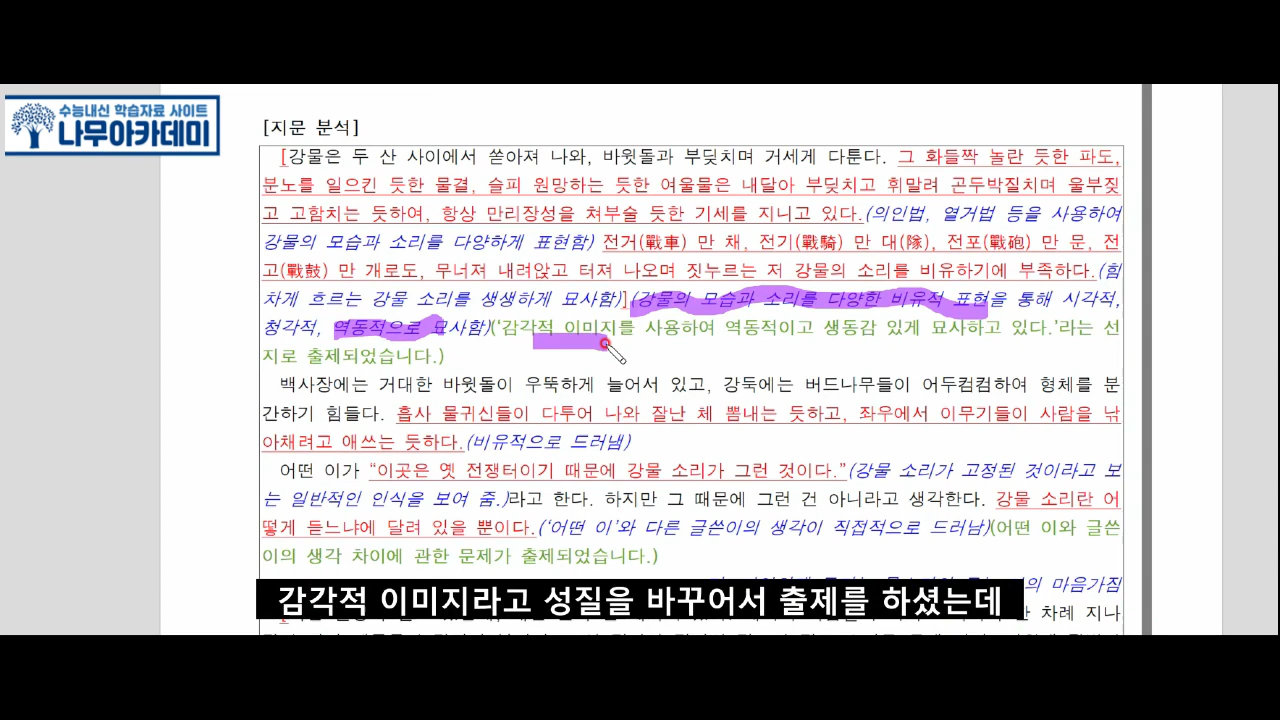 수능내신 학습자료 사이트
나무아카데미
[지문 분석]
[강물은 두 산 사이에서 쏟아져 나와, 바윗돌과 부딪치며 거세게 다툰다. 그 화들짝 놀란 듯한 파도,
분노를 일으킨 듯한 물결, 슬피 원망하는 듯한 여울물은 내달아 부딪치고 휘말려 곤두박질치며 울부짖
고 고함치는 듯하여, 항상 만리장성을 쳐부술 듯한 기세를 지니고 있다.(의인법, 열거법 등을 사용하여
강물의 모습과 소리를 다양하게 표현함) 전거(戰車) 만 채, 전기(戰騎) 만 대(隊), 전포(戰砲) 만 문, 전
고(戰鼓) 만 개로도, 무너져 내려앉고 터져 나오며 짓누르는 저 강물의 소리를 비유하기에 부족하다.(힘
차게 흐르는 강물 소리를 생생하게 묘사함)](강물의 모습과 소리를 다양한 비유적 표현을 통해 시각적,
청각적, 역동적으로 묘사함)(‘감각적 이미지를 사용하여 역동적이고 생동감 있게 묘사하고 있다.’라는 선
지로 출제되었습니다.)
백사장에는 거대한 바윗돌이 우뚝하게 늘어서 있고, 강둑에는 버드나무들이 어두컴컴하여 형체를 분
간하기 힘들다. 흡사 물귀신들이 다투어 나와 잘난 체 뽐내는 듯하고, 좌우에서 이무기들이 사람을 낚
아채려고 애쓰는 듯하다.(비유적으로 드러냄)
어떤 이가 “이곳은 옛 전쟁터이기 때문에 강물 소리가 그런 것이다.”(강물 소리가 고정된 것이라고 보
는 일반적인 인식을 보여 줌.)라고 한다. 하지만 그 때문에 그런 건 아니라고 생각한다. 강물 소리란 어
떻게 듣느냐에 달려 있을 뿐이다.(‘어떤 이’와 다른 글쓴이의 생각이 직접적으로 드러남)(어떤 이와 글쓴
이의 생각 차이에 관한 문제가 출제되었습니다.)
의 마음가짐
감각적 이미지라고 성질을 바꾸어서 출제를 하셨는데
차례 지나